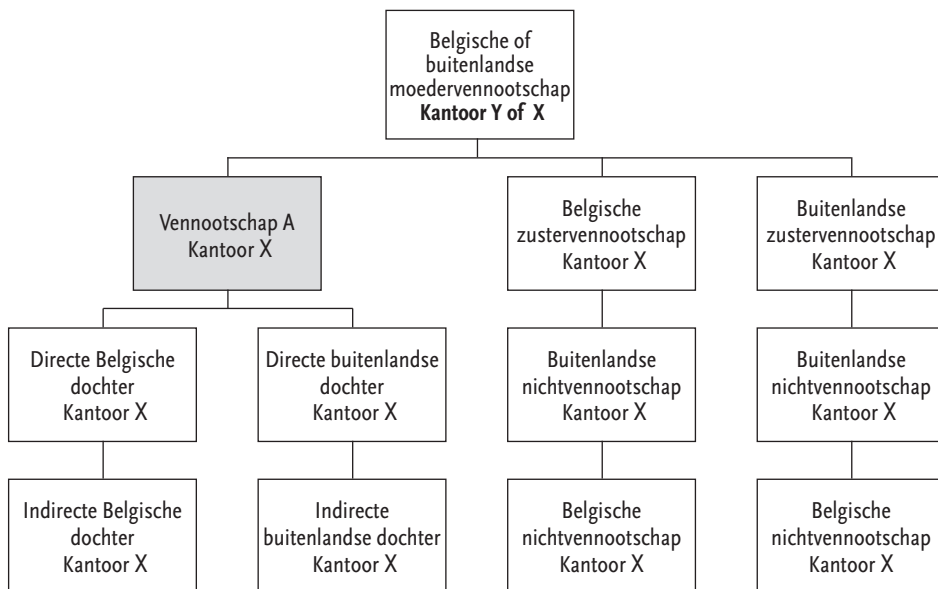 Belgische of
buitenlandse
moedervennootschap
Kantoor Y of X
Vennootschap A
Kantoor X
Belgische
zustervennootschap
Kantoor X
Buitenlandse
zustervennootschap
Kantoor X
Directe Belgische
dochter
Kantoor X
Directe buitenlandse
dochter
Kantoor X
Buitenlandse
nichtvennootschap
Kantoor X
Buitenlandse
nichtvennootschap
Kantoor X
Indirecte Belgische
dochter
Kantoor X
Indirecte
buitenlandse dochter
Kantoor X
Belgische
nichtvennootschap
Kantoor X
Belgische
nichtvennootschap
Kantoor X